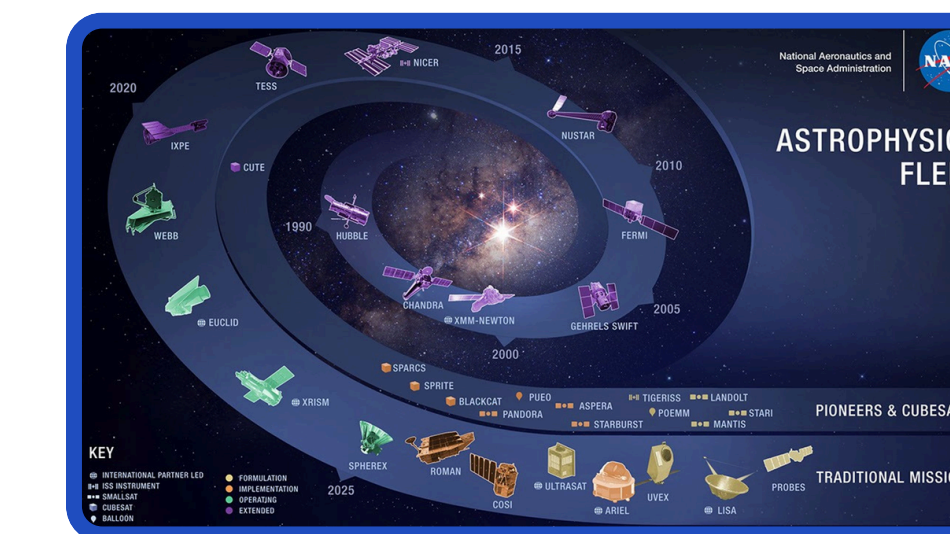 National Aeronautics and
Space Administration
NA
ASTROPHYSIC
FLE
2015
NICER
TESS
2020
NUSTAR
IXPE
2010
CUTE
1990
HUBBLE
FERMI
WEBB
CHANDRA
XMM-NEWTON
GEHRELS SWIFT
2005
EUCLID
2000
SPARCS
SPRITE
BLACKCAT
PUEO
TIGERISS
LANDOLT
ASPERA
PANDORA
POEMM
STARI
STARBURST
MANTIS
PIONEERS & CUBESA
XRISM
SPHEREX
ROMAN
COSI
ULTRASAT
ARIEL
UVEX
LISA
PROBES
TRADITIONAL MISSIO
2025
KEY
INTERNATIONAL PARTNER LED
ISS INSTRUMENT
SMALLSAT
CUBESAT
BALLOON
FORMULATION
IMPLEMENTATION
OPERATING
EXTENDED